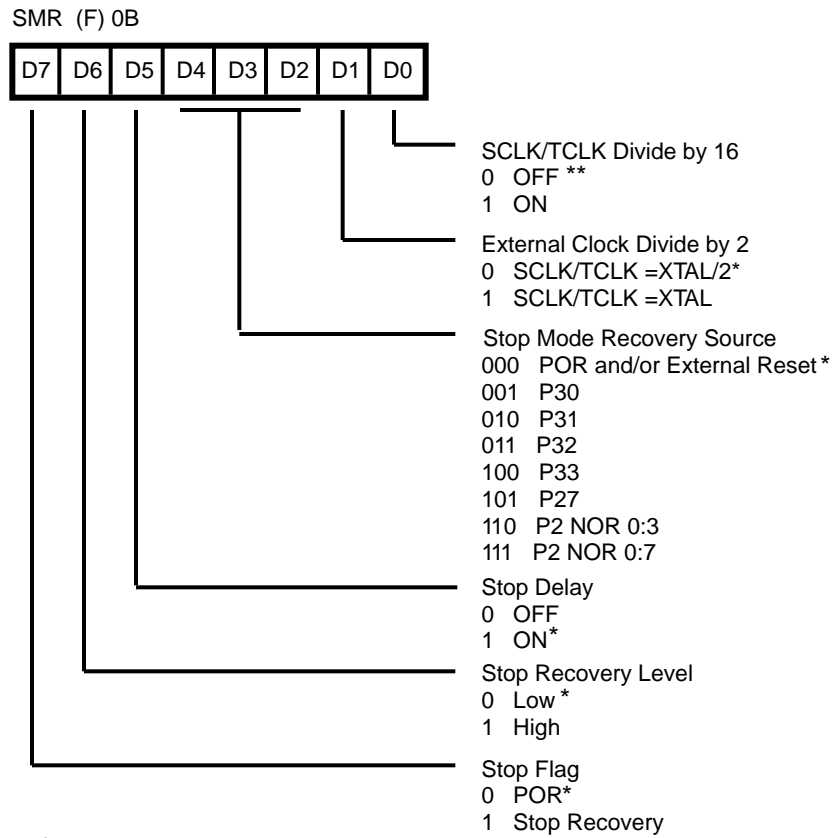 SMR (F) 0B
D7 D6 D5 D4 D3 D2 D1 D0
SCLK/TCLK Divide by 16
0 OFF **
1 ON
External Clock Divide by 2
0 SCLK/TCLK =XTAL/2*
1 SCLK/TCLK =XTAL
Stop Mode Recovery Source
000 POR and/or External Reset *
001 P30
010 P31
011 P32
100 P33
101 P27
110 P2 NOR 0:3
111 P2 NOR 0:7
Stop Delay
0 OFF
1 ON*
Stop Recovery Level
0 Low *
1 High
Stop Flag
0 POR*
1 Stop Recovery